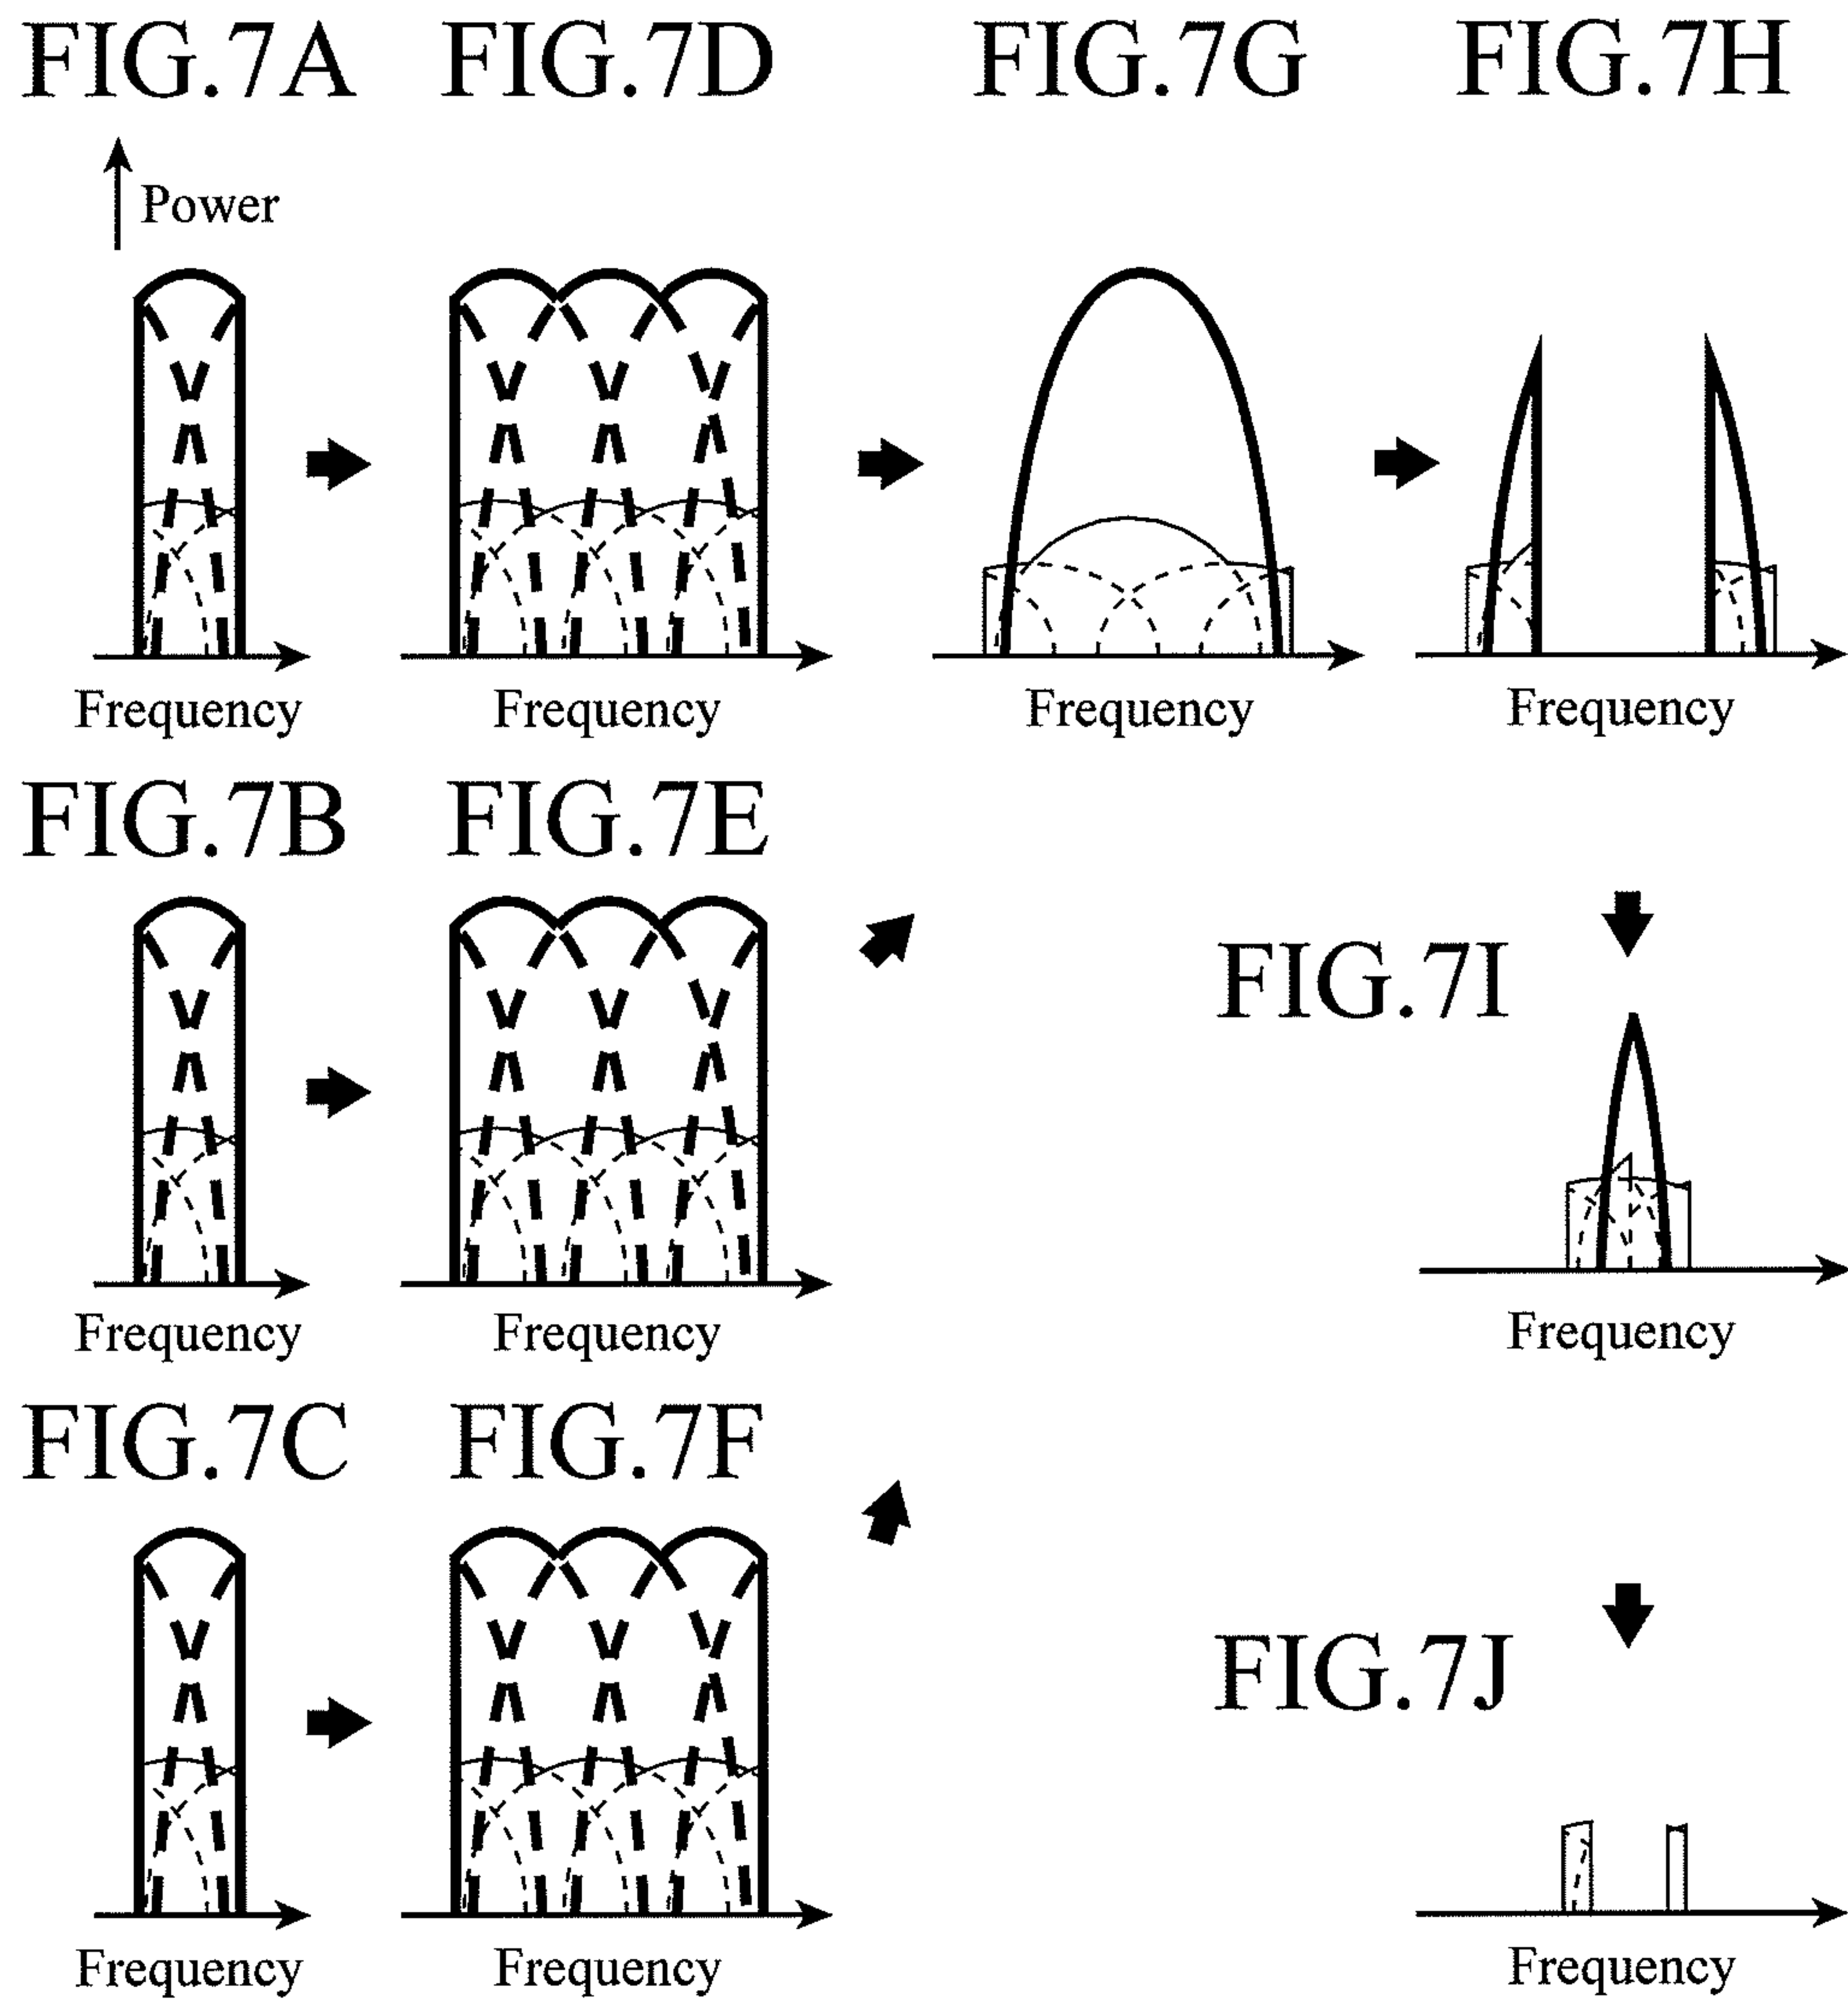 FIG.7A FIG.7D FIG.7G FIG.7H
Power
Frequency Frequency Frequency Frequency
FIG.7B FIG.7E
FIG.7I
Frequency Frequency Frequency
FIG.7C FIG.7F
FIG.7J
Frequency Frequency Frequency